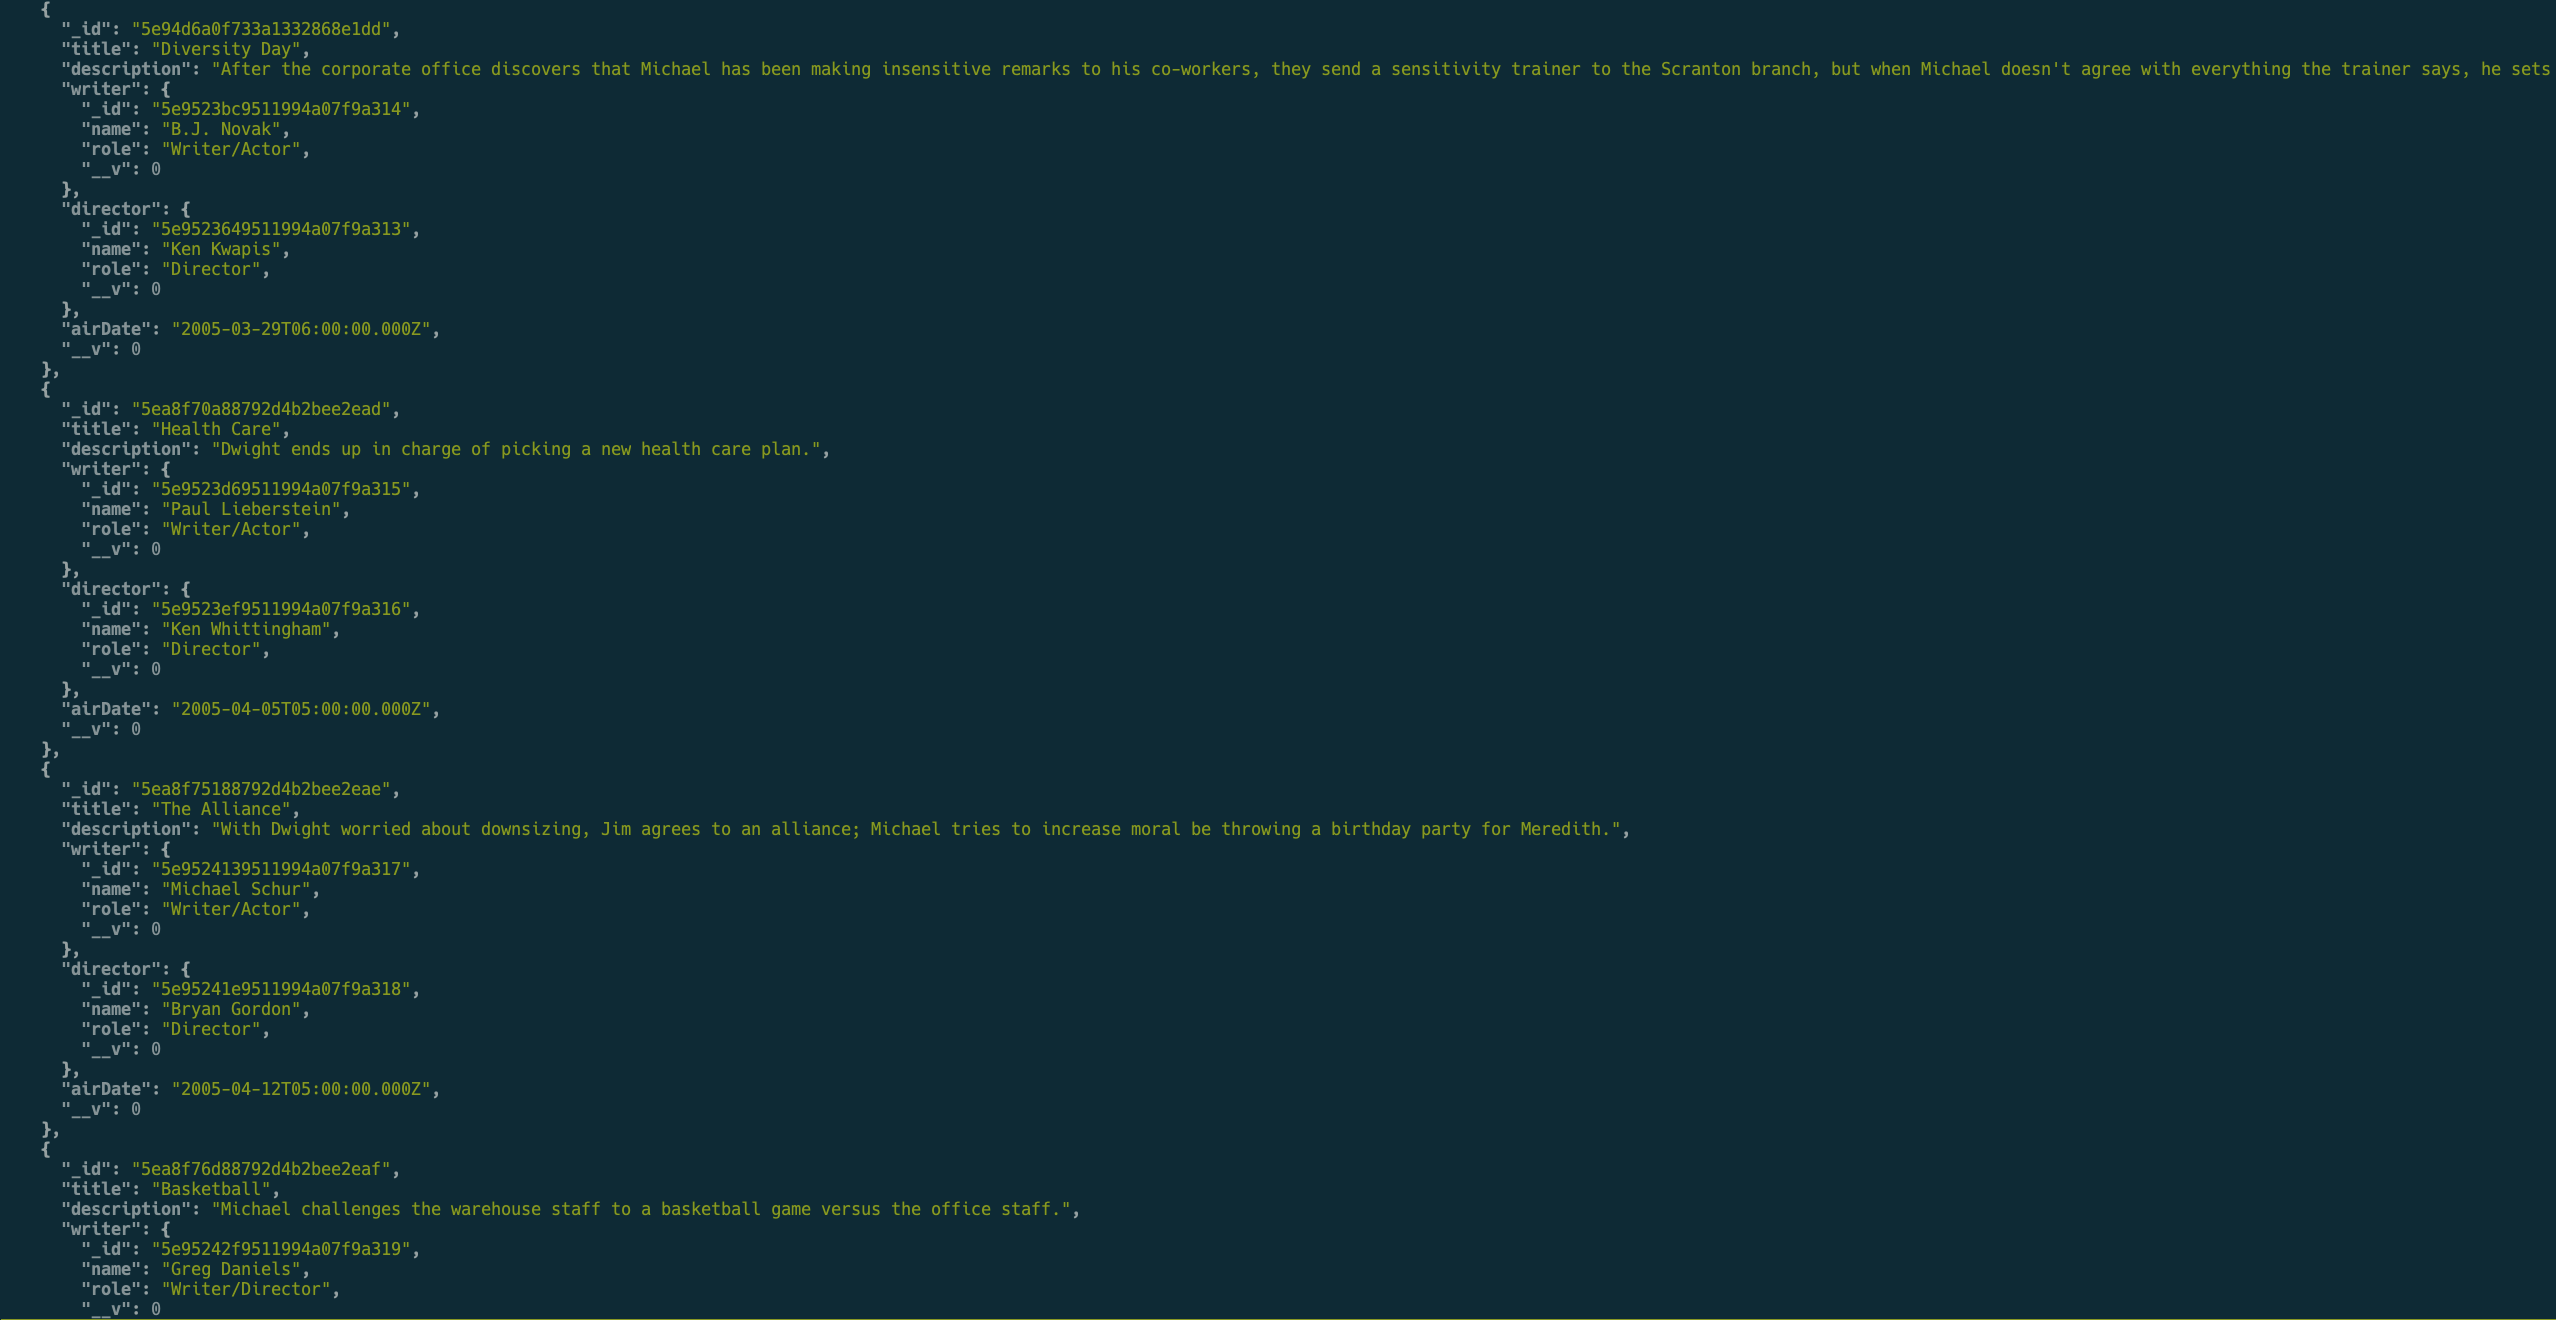 {
"_id": "5e94d6a0f733a1332868e1dd",
"title": "Diversity Day",
"description": "After the corporate office discovers that Michael has been making insensitive remarks to his co-workers, they send a sensitivity trainer to the Scranton branch, but when Michael doesn't agree with everything the trainer says, he sets
"writer": {
"_id": "5e9523bc9511994a07f9a314",
"name": "B.J. Novak",
"role": "Writer/Actor",
"__v": 0
},
"director": {
"_id": "5e9523649511994a07f9a313",
"name": "Ken Kwapis",
"role": "Director",
"__v": 0
},
"airDate": "2005-03-29T06:00:00.000Z",
"__v": 0
},
{
"_id": "5ea8f70a88792d4b2bee2ead",
"title": "Health Care",
"description": "Dwight ends up in charge of picking a new health care plan.",
"writer": {
"_id": "5e9523d69511994a07f9a315",
"name": "Paul Lieberstein",
"role": "Writer/Actor",
"__v": 0
},
"director": {
"_id": "5e9523ef9511994a07f9a316",
"name": "Ken Whittingham",
"role": "Director",
"__v": 0
},
"airDate": "2005-04-05T05:00:00.000Z",
"__v": 0
},
{
"_id": "5ea8f75188792d4b2bee2eae",
"title": "The Alliance",
"description": "With Dwight worried about downsizing, Jim agrees to an alliance; Michael tries to increase moral be throwing a birthday party for Meredith.",
"writer": {
"_id": "5e9524139511994a07f9a317",
"name": "Michael Schur",
"role": "Writer/Actor",
"__v": 0
},
"director": {
"_id": "5e95241e9511994a07f9a318",
"name": "Bryan Gordon",
"role": "Director",
"__v": 0
},
"airDate": "2005-04-12T05:00:00.000Z",
"__v": 0
},
{
"_id": "5ea8f76d88792d4b2bee2eaf",
"title": "Basketball",
"description": "Michael challenges the warehouse staff to a basketball game versus the office staff.",
"writer": {
"_id": "5e95242f9511994a07f9a319",
"name": "Greg Daniels",
"role": "Writer/Director",
"__v": 0